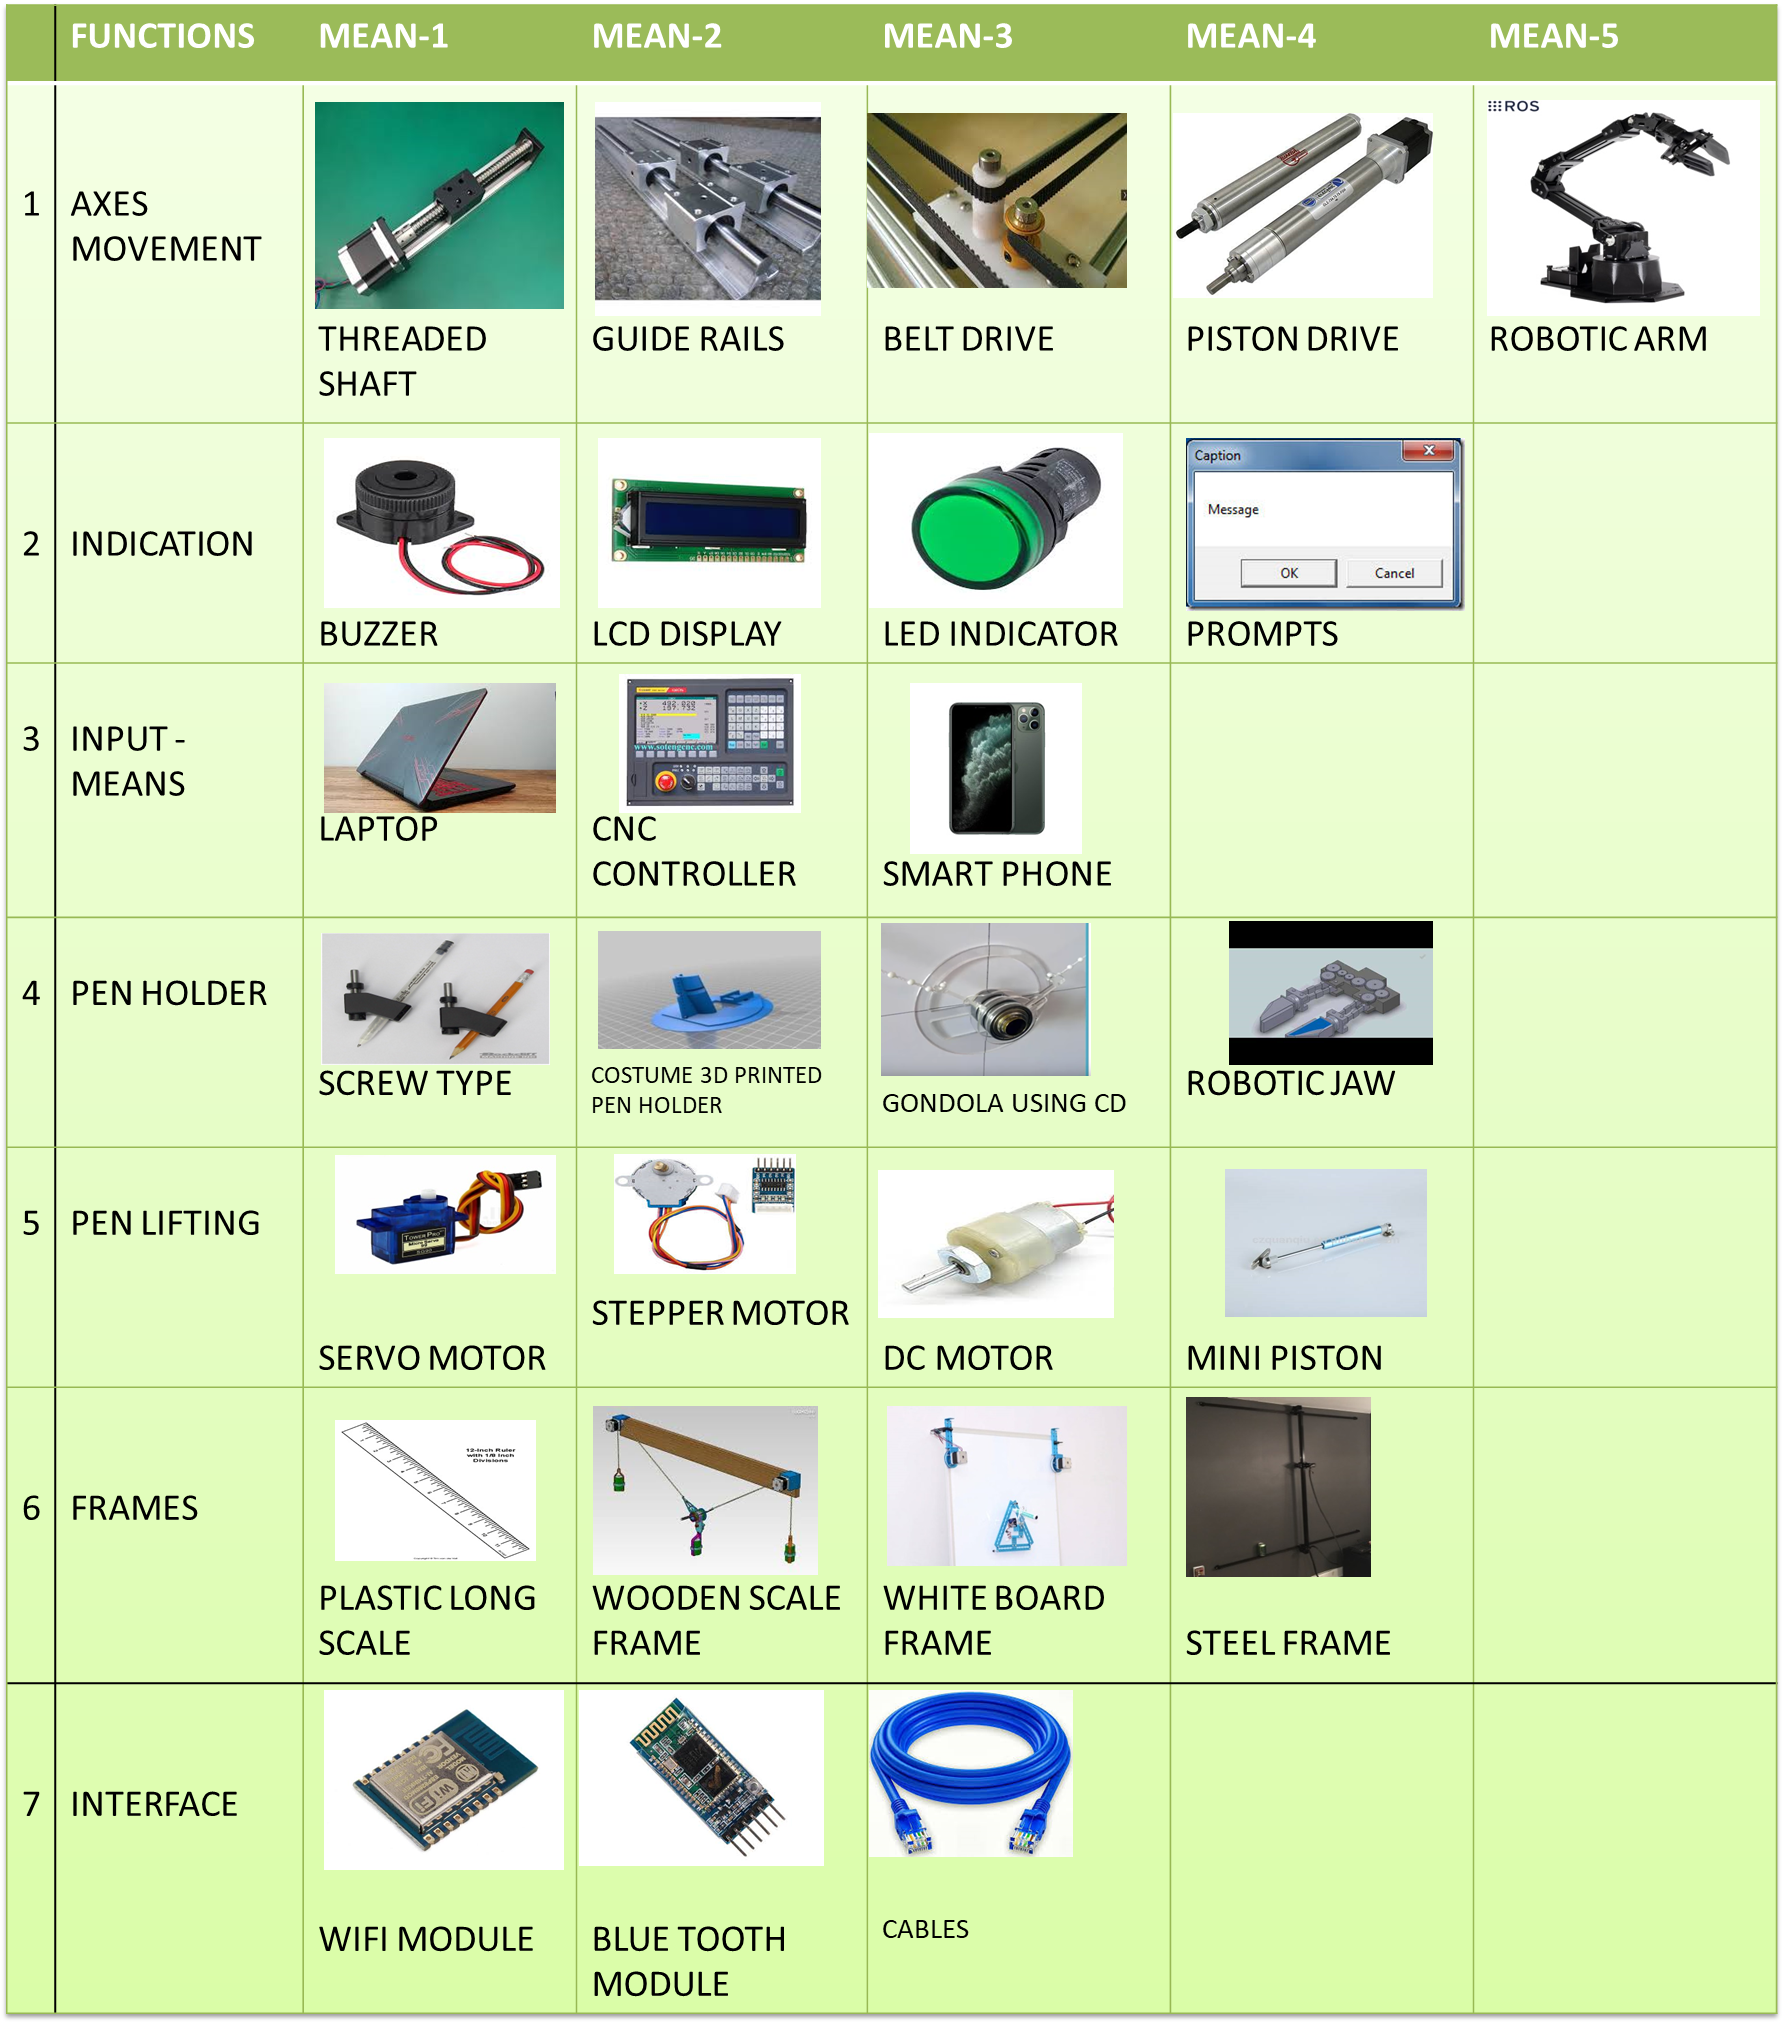 FUNCTIONS MEAN-1 MEAN-2 MEAN-3 MEAN-4 MEAN-5
1 AXES
MOVEMENT
THREADED
SHAFT
GUIDE RAILS
BELT DRIVE
PISTON DRIVE
ROS
ROBOTIC ARM
2 INDICATION
BUZZER
LCD DISPLAY
LED INDICATOR
Caption
Message
OK Cancel
PROMPTS
3 INPUT -
MEANS
LAPTOP
www.sotengcnc.com
CNC
CONTROLLER
SMART PHONE
4 PEN HOLDER
SCREW TYPE
COSTUME 3D PRINTED
PEN HOLDER
GONDOLA USING CD
ROBOTIC JAW
5 PEN LIFTING
TOWER PRO
Micro Servo
SERVO MOTOR
STEPPER MOTOR
DC MOTOR
MINI PISTON
6 FRAMES
12-inch Ruler
with 1/8 Inch
Divisions
PLASTIC LONG
SCALE
WOODEN SCALE
FRAME
WHITE BOARD
FRAME
STEEL FRAME
7 INTERFACE
WiFi
WIFI MODULE
BLUE TOOTH
MODULE
CABLES